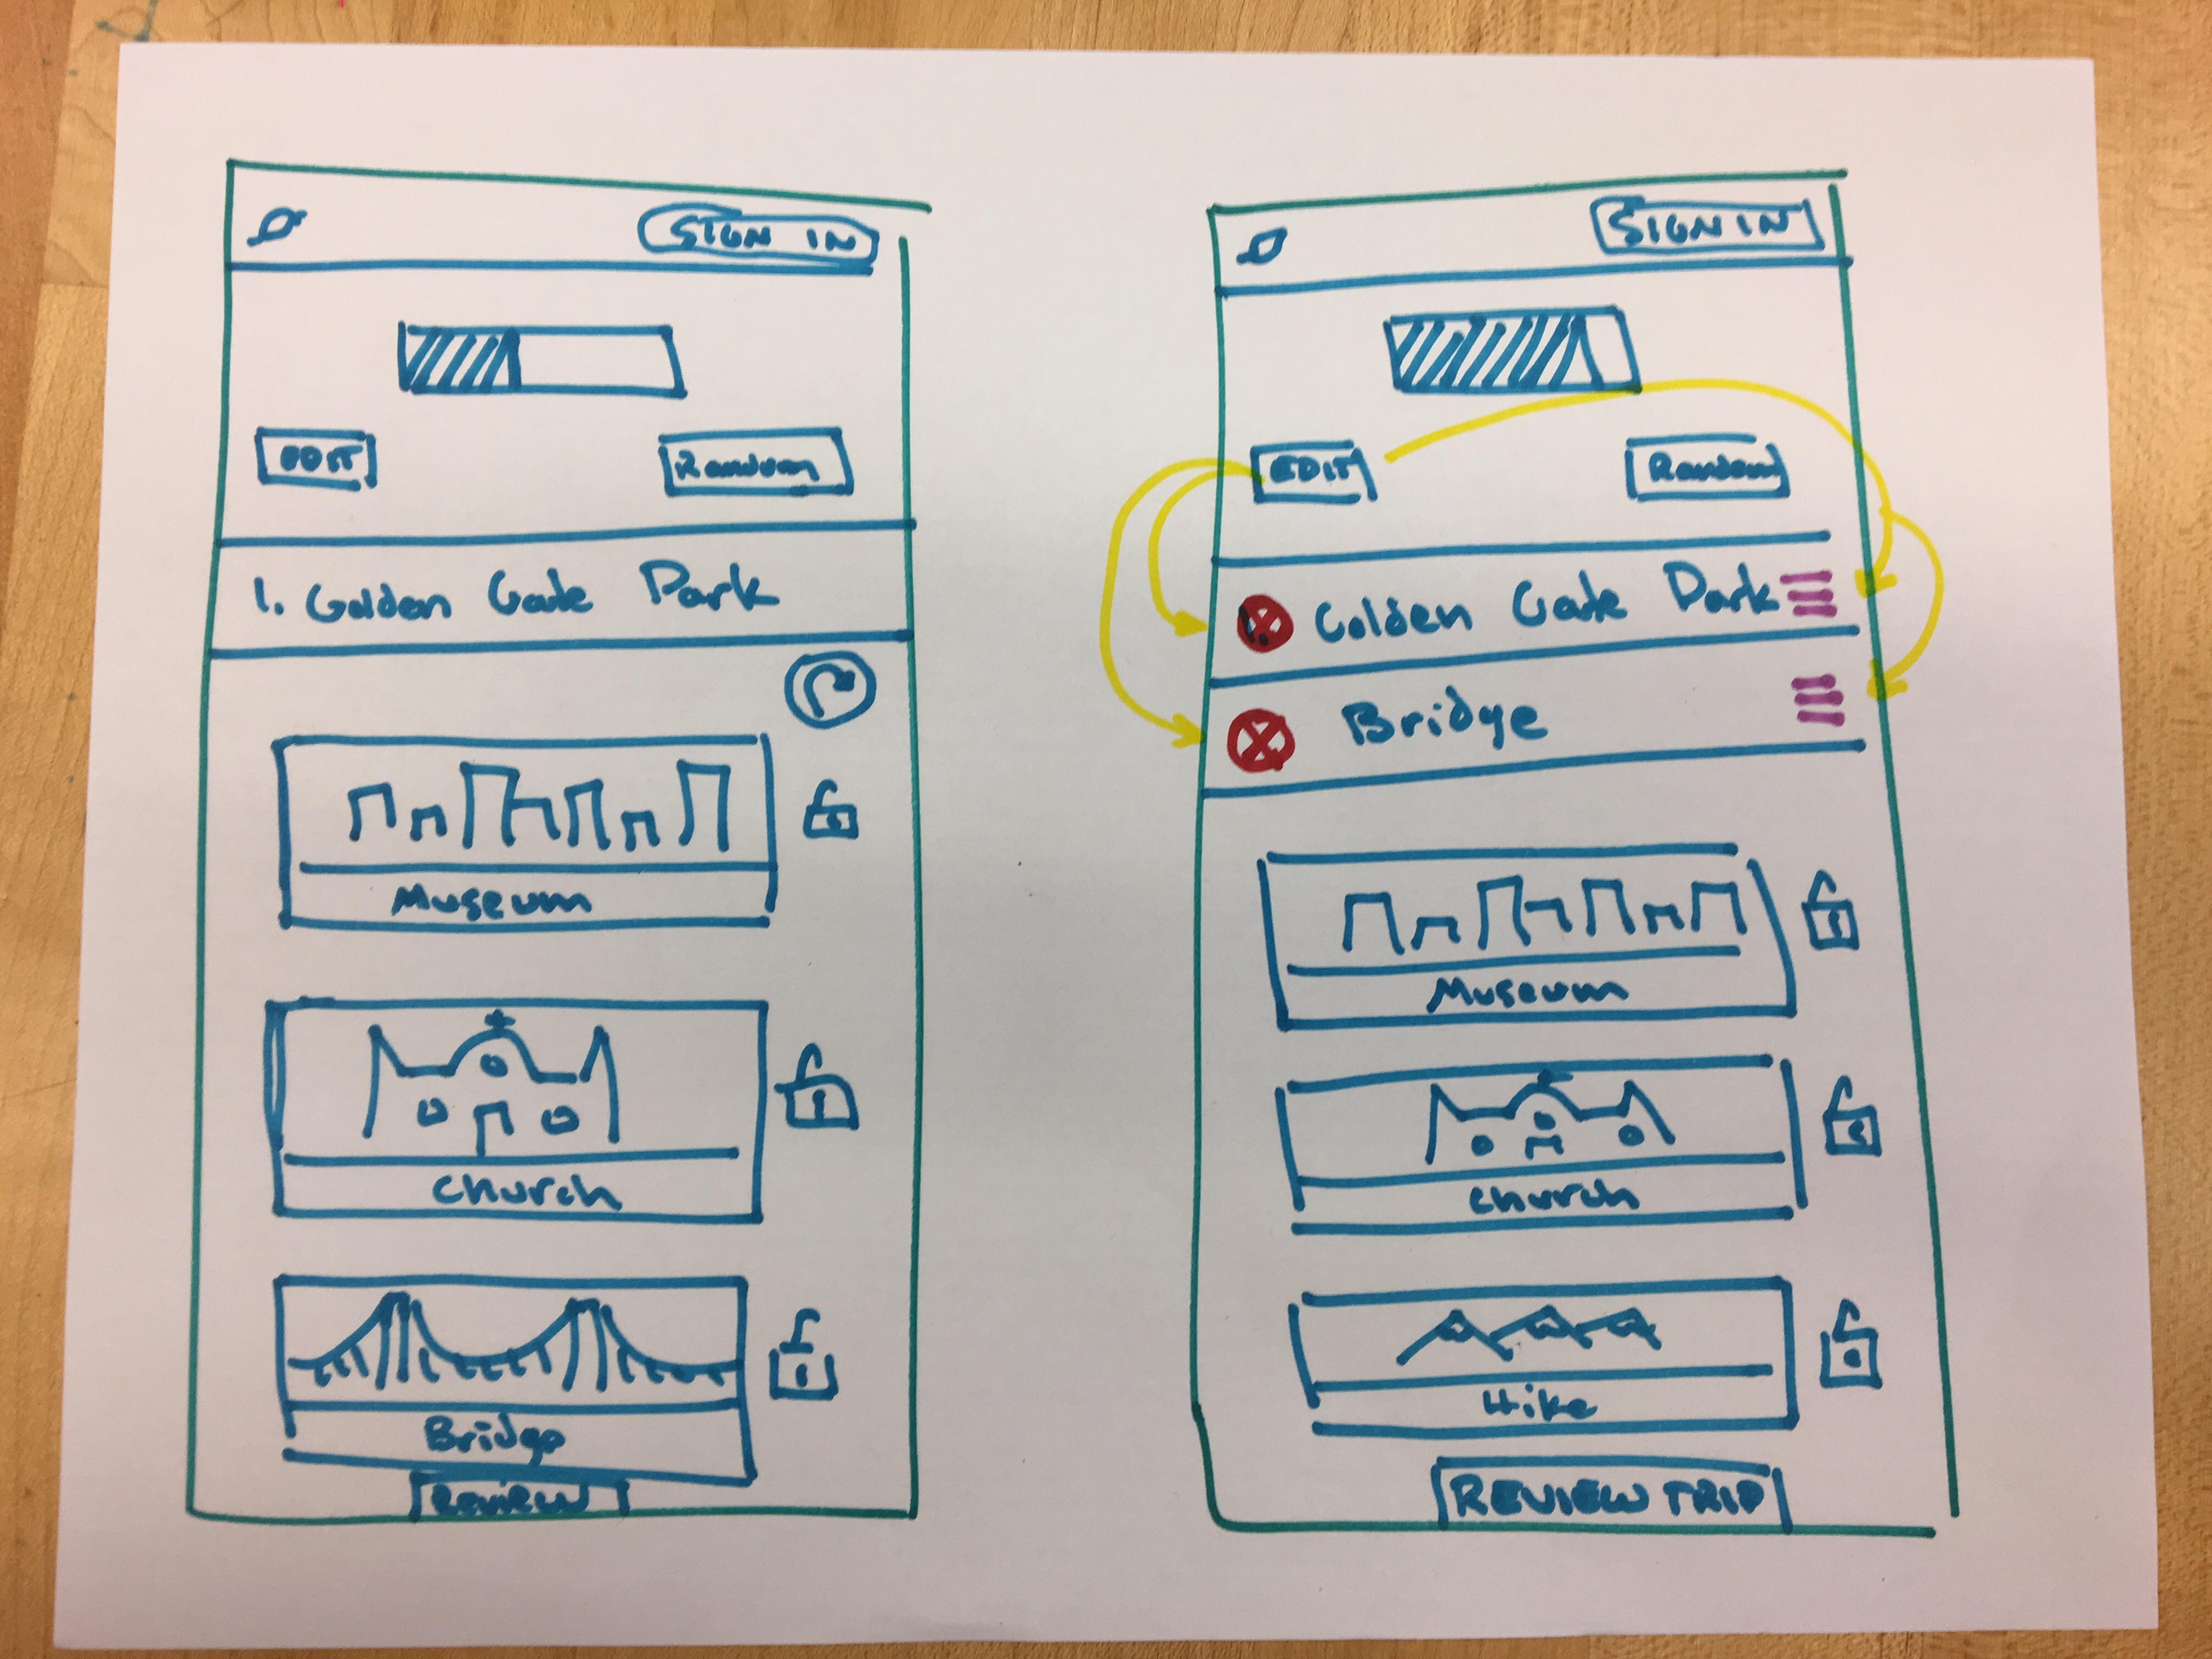 SIGN IN
EDIT
Random
1. Golden Gate Park
Museum
Church
Bridge
REVIEW
SIGN IN
EDIT
Random
1. Golden Gate Park
Bridge
Museum
Church
Hike
REVIEW TRIP